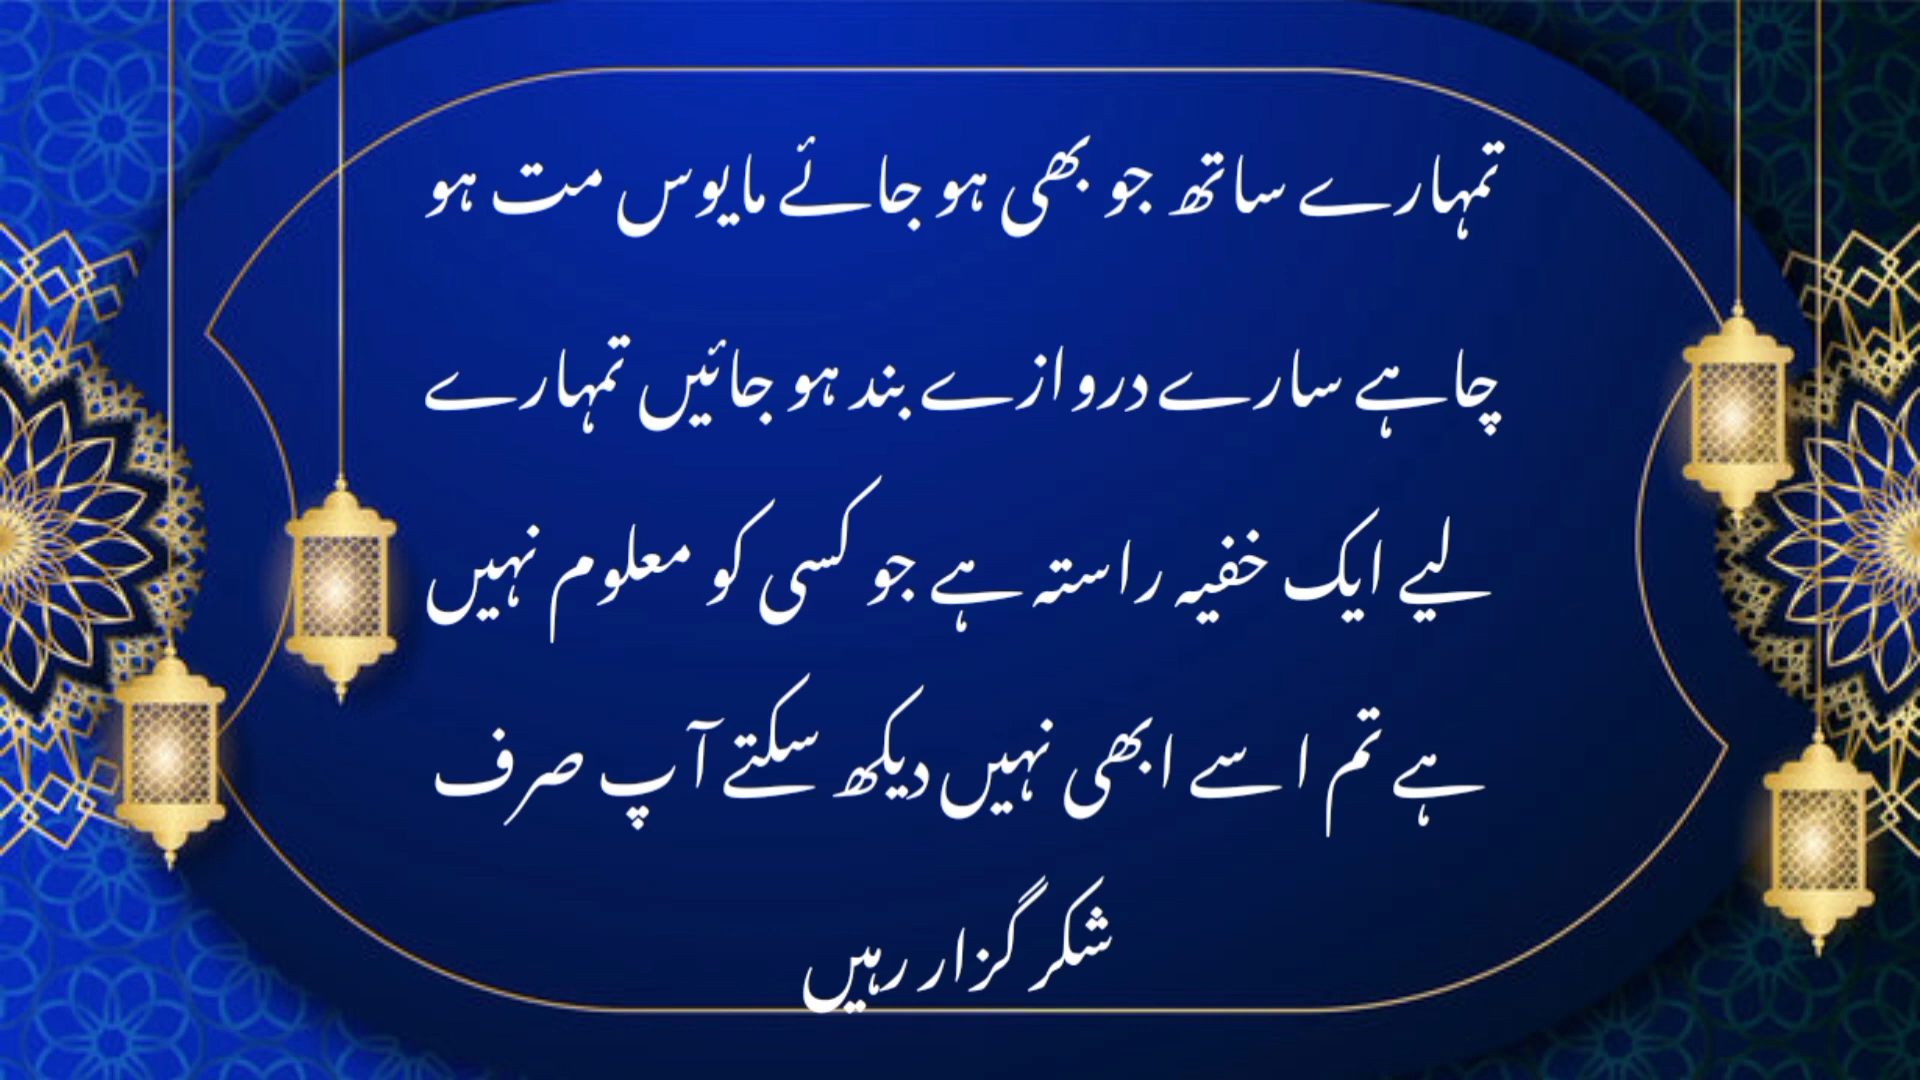 تمہارے ساتھ جو بھی ہو جائے مایوس مت ہو
چاہے سارے دروازے بند ہو جائیں تمہارے
لیے ایک خفیہ راستہ ہے جو کسی کو معلوم نہیں
ہے تم اسے ابھی نہیں دیکھ سکتے آپ صرف
شکر گزار رہیں